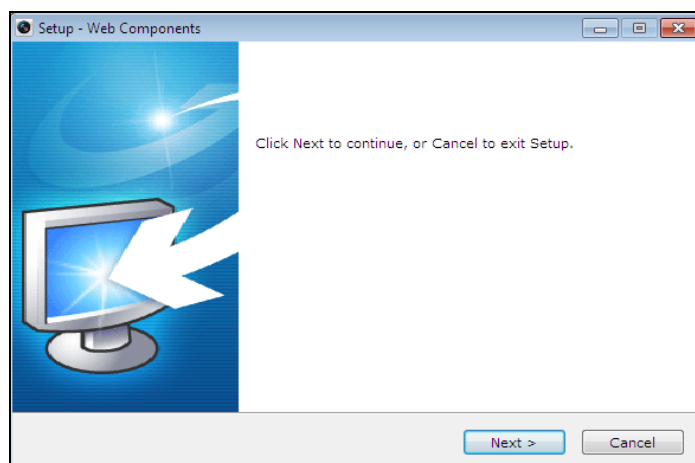 Setup - Web Components
Click Next to continue, or Cancel to exit Setup.
Next >
Cancel